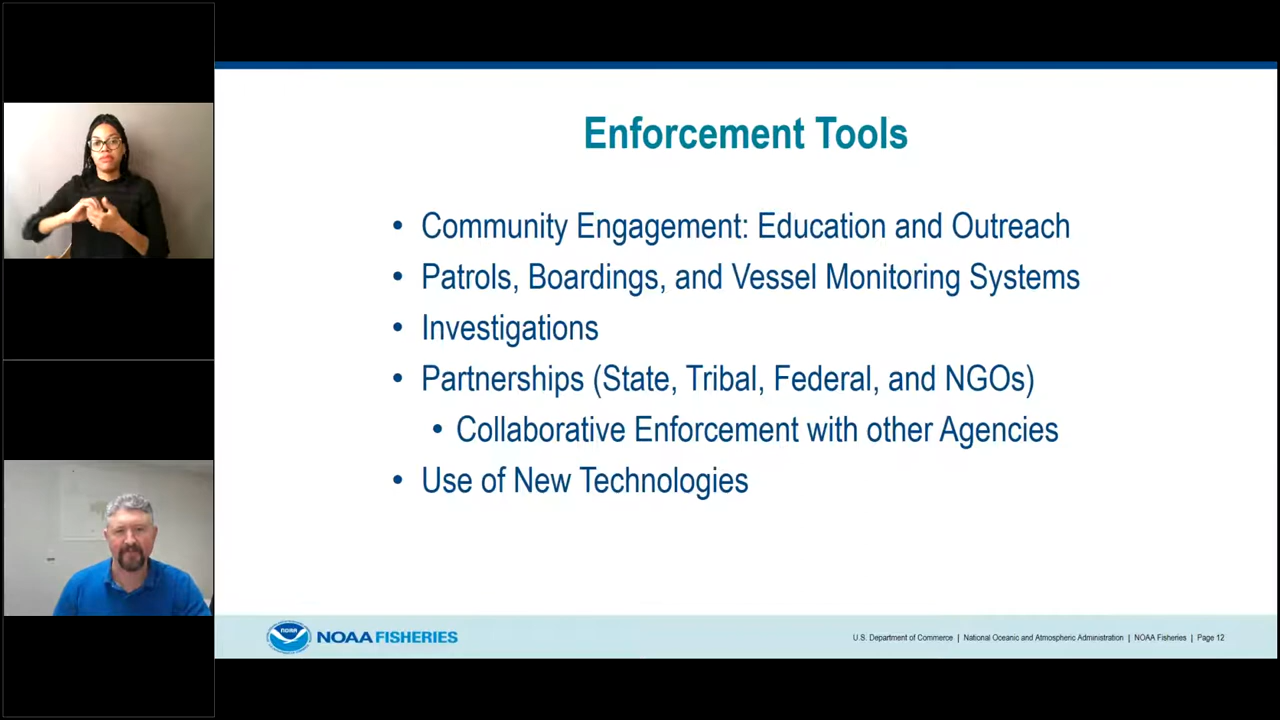 Enforcement Tools
• Community Engagement: Education and Outreach
• Patrols, Boardings, and Vessel Monitoring Systems
• Investigations
• Partnerships (State, Tribal, Federal, and NGOs)
• Collaborative Enforcement with other Agencies
• Use of New Technologies
NOAA
NOAA FISHERIES
U.S. Department of Commerce | National Oceanic and Atmospheric Administration | NOAA Fisheries | Page 12